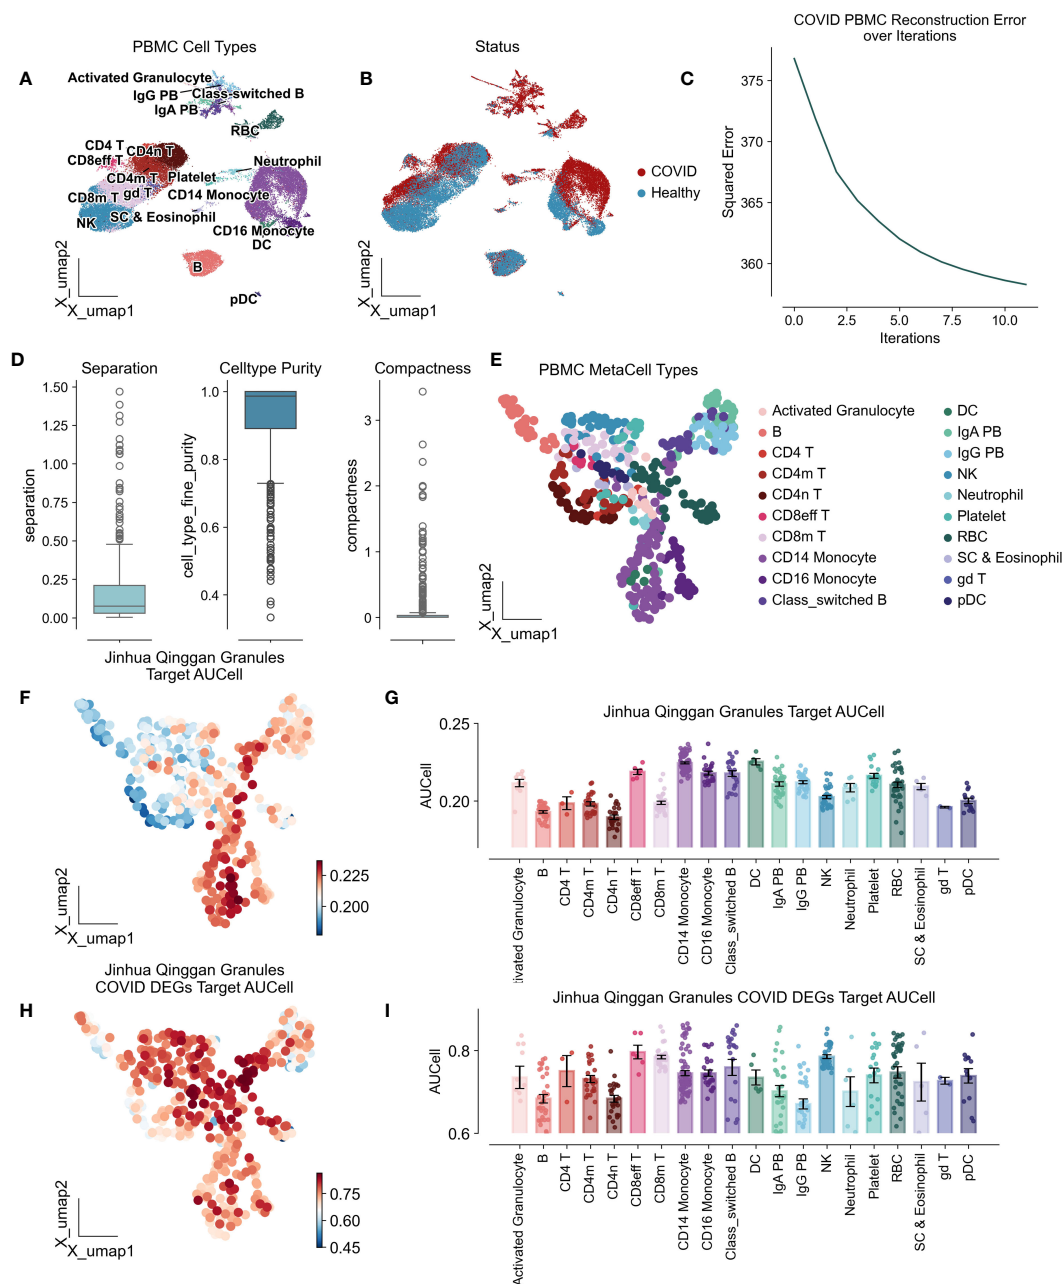 PBMC Cell Types
A
Activated Granulocyte
IgG PB
Class-switched B
IgA PB
RBC
CD4 T
CD4n T
CD8eff T
Neutrophil
CD4m T
Platelet
gd T
CD8m T
CD14 Monocyte
SC & Eosinophil
NK
CD16 Monocyte
DC
B
pDC
X_umap2
X_umap1
Status
B
COVID
Healthy
X_umap2
X_umap1
COVID PBMC Reconstruction Error
over Iterations
C
Squared Error
375
370
365
360
0.0
2.5
5.0
7.5
10.0
Iterations
D
Separation
separation
1.50
1.25
1.00
0.75
0.50
0.25
0.00
Celltype Purity
cell_type_fine_purity
1.0
0.8
0.6
0.4
Compactness
compactness
3
2
1
0
E
PBMC MetaCell Types
X_umap2
X_umap1
Activated Granulocyte
B
CD4 T
CD4m T
CD4n T
CD8eff T
CD8m T
CD14 Monocyte
CD16 Monocyte
Class_switched B
DC
IgA PB
IgG PB
NK
Neutrophil
Platelet
RBC
SC & Eosinophil
gd T
pDC
Jinhua Qinggan Granules
Target AUCell
F
X_umap2
X_umap1
0.225
0.200
G
Jinhua Qinggan Granules Target AUCell
AUCell
0.25
0.20
tivated Granulocyte
B
CD4 T
CD4m T
CD4n T
CD8eff T
CD8m T
CD14 Monocyte
CD16 Monocyte
Class_switched B
DC
IgA PB
IgG PB
NK
Neutrophil
Platelet
RBC
SC & Eosinophil
gd T
pDC
Jinhua Qinggan Granules
COVID DEGs Target AUCell
H
X_umap2
X_umap1
0.75
0.60
0.45
I
Jinhua Qinggan Granules COVID DEGs Target AUCell
AUCell
0.8
0.6
Activated Granulocyte
B
CD4 T
CD4m T
CD4n T
CD8eff T
CD8m T
CD14 Monocyte
CD16 Monocyte
Class_switched B
DC
IgA PB
IgG PB
NK
Neutrophil
Platelet
RBC
SC & Eosinophil
gd T
pDC